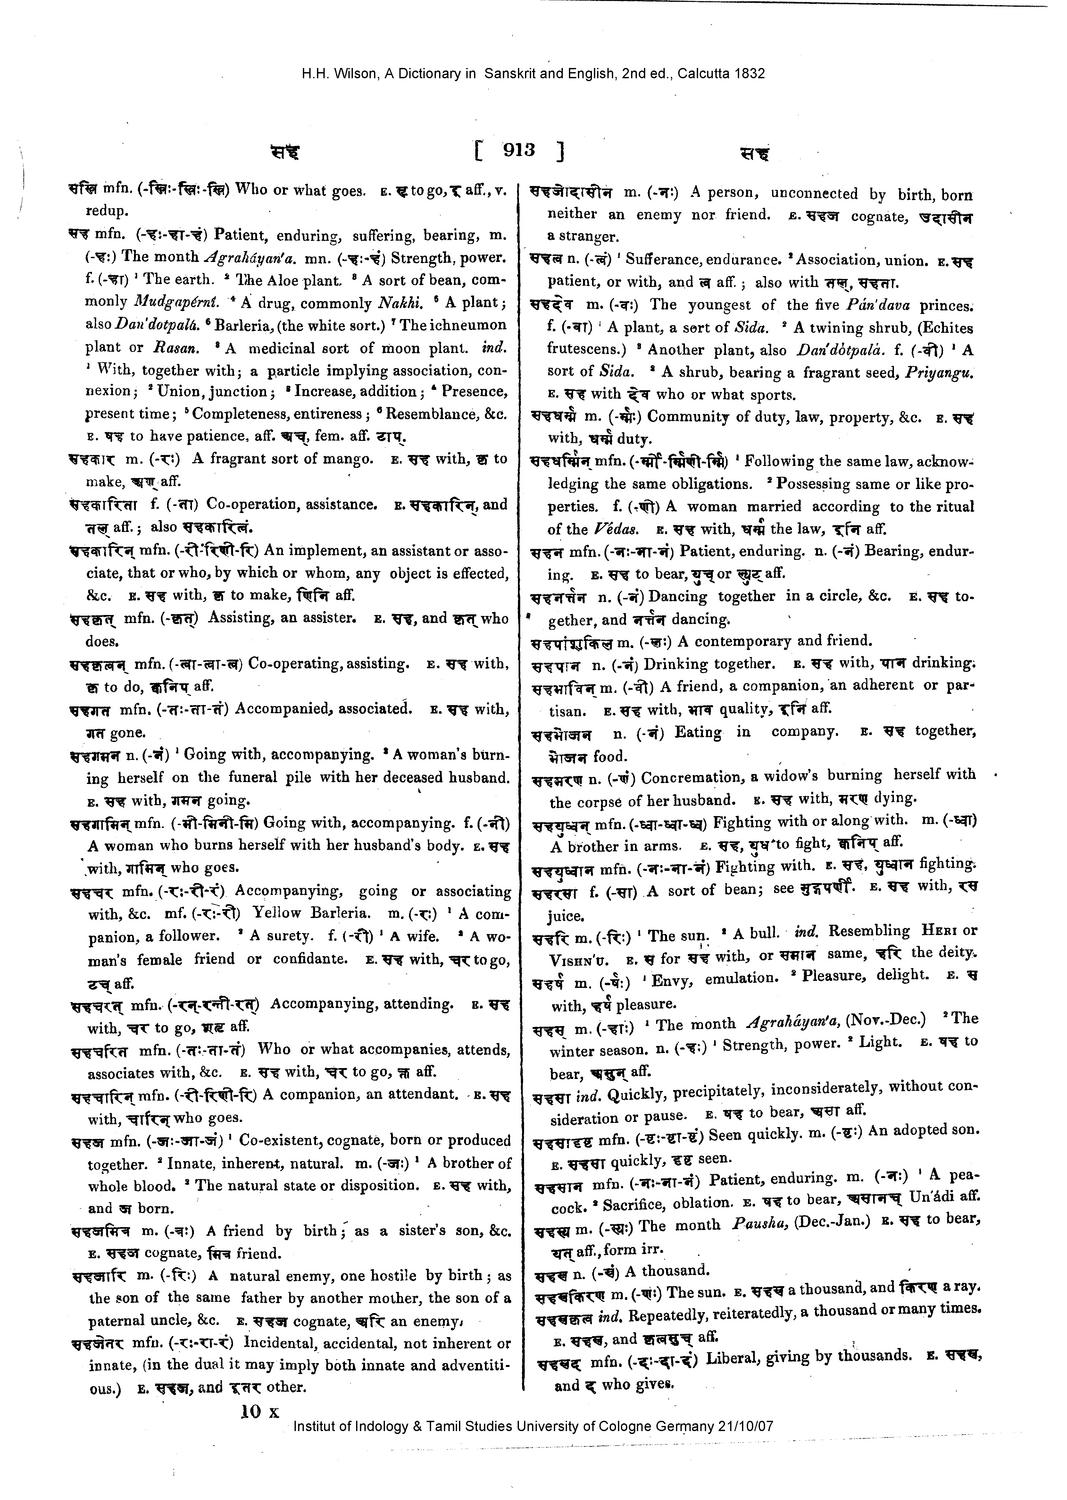 H.H. Wilson, A Dictionary in Sanskrit and English, 2nd ed., Calcutta 1832
सह
[ 913 ]
सह
सस्रि mfn. (-स्रिः-स्रिः-स्रि) Who or what goes. E. सृ to go, र् aff., v.
redup.
सह mfn. (-हः-हा-हं) Patient, enduring, suffering, bearing, m.
(-हः) The month Agraháyan'a. mn. (-हः-हं) Strength, power.
f. (-हा) ¹ The earth. ² The Aloe plant. ³ A sort of bean, com-
monly Mudgapérní. ⁴ A drug, commonly Nakhi. ⁵ A plant;
also Dan'dotpalá. ⁶ Barleria, (the white sort.) ⁷ The ichneumon
plant or Rasan. ⁸ A medicinal sort of moon plant. ind.
¹ With, together with; a particle implying association, con-
nexion; ² Union, junction; ³ Increase, addition; ⁴ Presence,
present time; ⁵ Completeness, entireness; ⁶ Resemblance, &c.
E. षह to have patience, aff. अच्, fem. aff. टाप्.
सहकार m. (-रः) A fragrant sort of mango. E. सह with, कृ to
make, अण् aff.
सहकारिता f. (-ता) Co-operation, assistance. E. सहकारिन्, and
तल् aff.; also सहकारित्वं.
सहकारिन् mfn. (-री-रिणी-रि) An implement, an assistant or asso-
ciate, that or who, by which or whom, any object is effected,
&c. E. सह with, कृ to make, णिनि aff.
सहकृत् mfn. (-कृत्) Assisting, an assister. E. सह, and कृत् who
does.
सहकृत्वन् mfn. (-त्वा-त्वा-त्व) Co-operating, assisting. E. सह with,
कृ to do, क्वनिप् aff.
सहगत mfn. (-तः-ता-तं) Accompanied, associated. E. सह with,
गत gone.
सहगमन n. (-नं) ¹ Going with, accompanying. ² A woman's burn-
ing herself on the funeral pile with her deceased husband.
E. सह with, गमन going.
सहगामिन् mfn. (-मी-मिनी-मि) Going with, accompanying. f. (-नी)
A woman who burns herself with her husband's body. E. सह
with, गामिन् who goes.
सहचर mfn. (-रः-री-रं) Accompanying, going or associating
with, &c. mf. (-रः-री) Yellow Barleria. m. (-रः) ¹ A com-
panion, a follower. ² A surety. f. (-री) ¹ A wife. ² A wo-
man's female friend or confidante. E. सह with, चर to go,
टच् aff.
सहचरत् mfn. (-रन्-रन्ती-रत्) Accompanying, attending. E. सह
with, चर to go, शतृ aff.
सहचरित mfn. (-तः-ता-तं) Who or what accompanies, attends,
associates with, &c. E. सह with, चर to go, क्त aff.
सहचारिन् mfn. (-री-रिणी-रि) A companion, an attendant. E. सह
with, चारिन् who goes.
सहज mfn. (-जः-जा-जं) ¹ Co-existent, cognate, born or produced
together. ² Innate, inherent, natural. m. (-जः) ¹ A brother of
whole blood. ² The natural state or disposition. E. सह with,
and ज born.
सहजमित्र m. (-त्रः) A friend by birth; as a sister's son, &c.
E. सहज cognate, मित्र friend.
सहजारि m. (-रिः) A natural enemy, one hostile by birth; as
the son of the same father by another mother, the son of a
paternal uncle, &c. E. सहज cognate, अरि an enemy,
सहजेतर mfn. (-रः-रा-रं) Incidental, accidental, not inherent or
innate, (in the dual it may imply both innate and adventiti-
ous.) E. सहज, and इतर other.
10 X
सहजोदासीन m. (-नः) A person, unconnected by birth, born
neither an enemy nor friend. E. सहज cognate, उदासीन
a stranger.
सहत्व n. (-त्वं) ¹ Sufferance, endurance. ² Association, union. E. सह
patient, or with, and त्व aff.; also with तल्, सहता.
सहदेव m. (-वः) The youngest of the five Pán'dava princes.
f. (-वा) ¹ A plant, a sort of Sida. ² A twining shrub, (Echites
frutescens.) ³ Another plant, also Dan'dòtpalà. f. (-वी) ¹ A
sort of Sida. ² A shrub, bearing a fragrant seed, Priyangu.
E. सह with देव who or what sports.
सहधर्म्म m. (-र्म्मः) Community of duty, law, property, &c. E. सह
with, धर्म्म duty.
सहधर्म्मिन् mfn. (-र्म्मी-र्म्मिणी-र्म्मि) ¹ Following the same law, acknow-
ledging the same obligations. ² Possessing same or like pro-
perties. f. (-णी) A woman married according to the ritual
of the Védas. E. सह with, धर्म्म the law, इनि aff.
सहन mfn. (-नः-ना-नं) Patient, enduring. n. (-नं) Bearing, endur-
ing. E. सह to bear, युच् or ल्युट् aff.
सहनर्त्तन n. (-नं) Dancing together in a circle, &c. E. सह to-
gether, and नर्त्तन dancing.
सहपांशुकिल m. (-लः) A contemporary and friend.
सहपान n. (-नं) Drinking together. E. सह with, पान drinking.
सहभाविन् m. (-वी) A friend, a companion, an adherent or par-
tisan. E. सह with, भाव quality, इनि aff.
सहभोजन n. (-नं) Eating in company. E. सह together,
भोजन food.
सहमरण n. (-णं) Concremation, a widow's burning herself with
the corpse of her husband. E. सह with, मरण dying.
सहयुध्वन् mfn. (-ध्वा-ध्वा-ध्व) Fighting with or along with. m. (-ध्वा)
A brother in arms. E. सह, युध to fight, क्वनिप् aff.
सहयुध्वान mfn. (-नः-ना-नं) Fighting with. E. सह, युध्वान fighting.
सहरसा f. (-सा) A sort of bean; see मुद्गपर्णी. E. सह with, रस
juice.
सहरि m. (-रिः) ¹ The sun. ² A bull. ind. Resembling HERI or
VISHN'U. E. स for सह with, or समान same, हरि the deity.
सहर्ष m. (-र्षः) ¹ Envy, emulation. ² Pleasure, delight. E. स
with, हर्ष pleasure.
सहस् m. (-हाः) ¹ The month Agraháyan'a, (Nov.-Dec.) ² The
winter season. n. (-हः) ¹ Strength, power. ² Light. E. षह to
bear, असुन् aff.
सहसा ind. Quickly, precipitately, inconsiderately, without con-
sideration or pause. E. षह to bear, असा aff.
सहसादृष्ट mfn. (-ष्टः-ष्टा-ष्टं) Seen quickly. m. (-ष्टः) An adopted son.
E. सहसा quickly, दृष्ट seen.
सहसान mfn. (-नः-ना-नं) Patient, enduring. m. (-नः) ¹ A pea-
cock. ² Sacrifice, oblation. E. षह to bear, असानच् Un'ádi aff.
सहस्य m. (-स्यः) The month Pausha, (Dec.-Jan.) E. सह to bear,
यत् aff., form irr.
सहस्र n. (-स्रं) A thousand.
सहस्रकिरण m. (-णः) The sun. E. सहस्र a thousand, and किरण a ray.
सहस्रकृत्व ind. Repeatedly, reiteratedly, a thousand or many times.
E. सहस्र, and कृत्वसुच् aff.
सहस्रद mfn. (-दः-दा-दं) Liberal, giving by thousands. E. सहस्र,
and द who gives.
Institut of Indology & Tamil Studies University of Cologne Germany 21/10/07